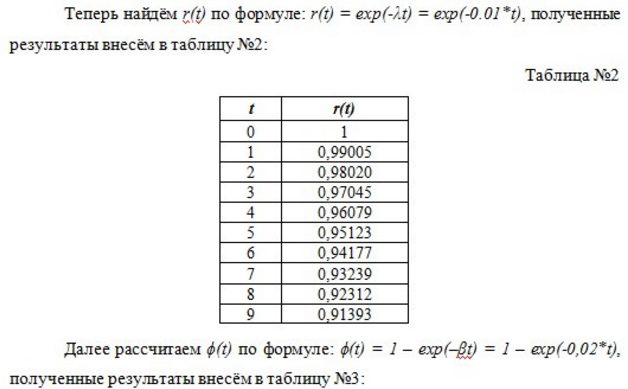 Теперь найдём r(t) по формуле: r(t) = exp(-λt) = exp(-0.01*t), полученные
результаты внесём в таблицу №2:
Таблица №2
t r(t)
0 1
1 0,99005
2 0,98020
3 0,97045
4 0,96079
5 0,95123
6 0,94177
7 0,93239
8 0,92312
9 0,91393
Далее рассчитаем ϕ(t) по формуле: ϕ(t) = 1 – exp(–βt) = 1 – exp(-0,02*t),
полученные результаты внесём в таблицу №3: